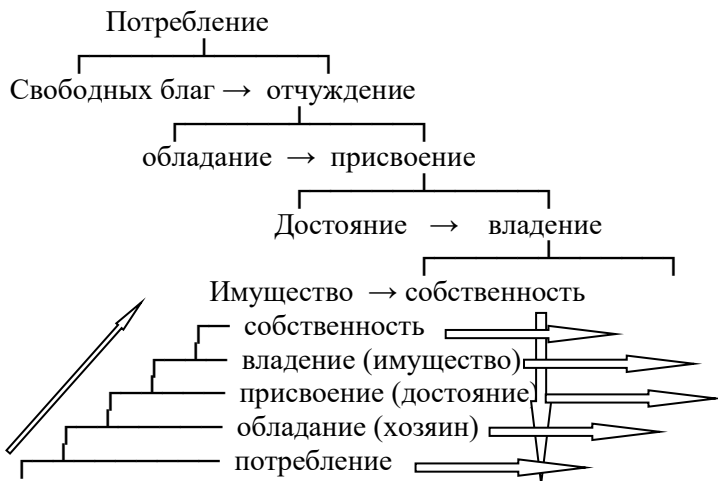 Потребление
Свободных благ → отчуждение
обладание → присвоение
Достояние → владение
Имущество → собственность
собственность
владение (имущество)
присвоение (достояние)
обладание (хозяин)
потребление